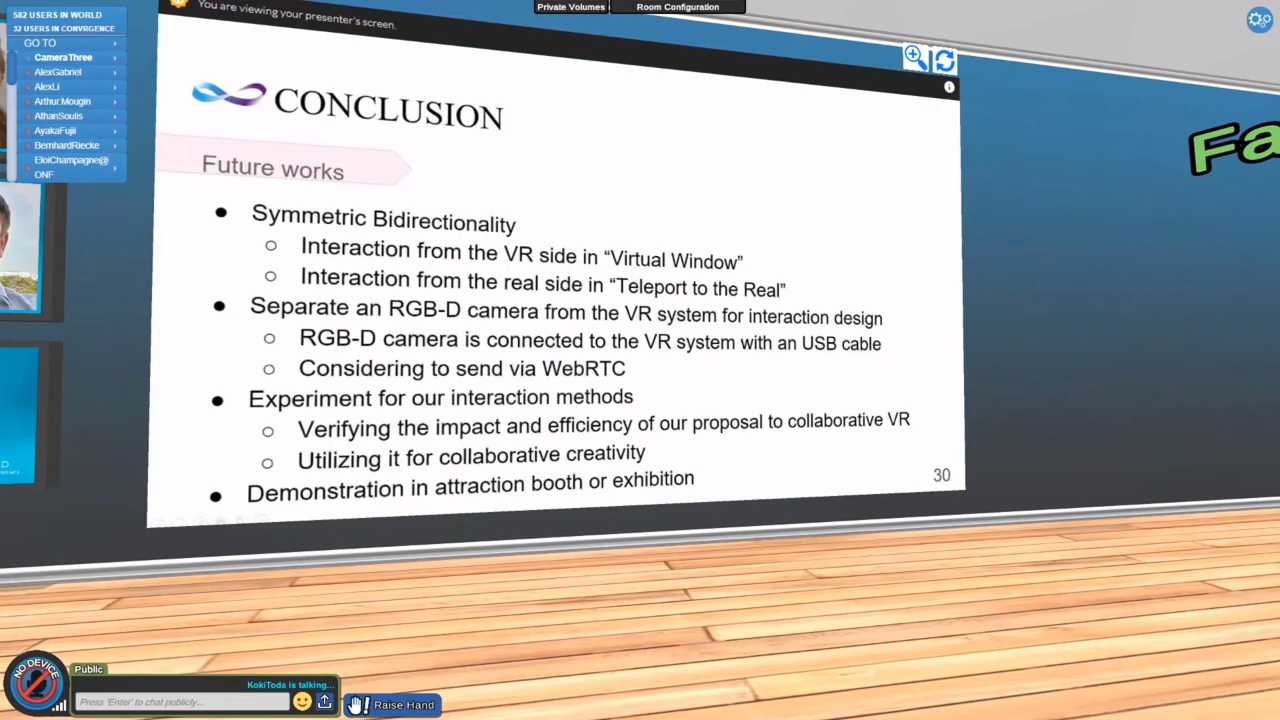 582 USERS IN WORLD
32 USERS IN CONVRGENCE
GO TO
CameraThree
AlexGabriel
AlexLi
Arthur.Mougin
AthanSoulis
AyakaFujii
BernhardRiecke
EloiChampagne@
ONF
Private Volumes
Room Configuration
You are viewing your presenter's screen.
CONCLUSION
Future works
● Symmetric Bidirectionality
○ Interaction from the VR side in “Virtual Window”
○ Interaction from the real side in “Teleport to the Real”
● Separate an RGB-D camera from the VR system for interaction design
○ RGB-D camera is connected to the VR system with an USB cable
○ Considering to send via WebRTC
● Experiment for our interaction methods
○ Verifying the impact and efficiency of our proposal to collaborative VR
○ Utilizing it for collaborative creativity
● Demonstration in attraction booth or exhibition
30
Fa
D.
NO DEVICE
Public
KokiToda is talking...
Press 'Enter' to chat publicly...
Raise Hand